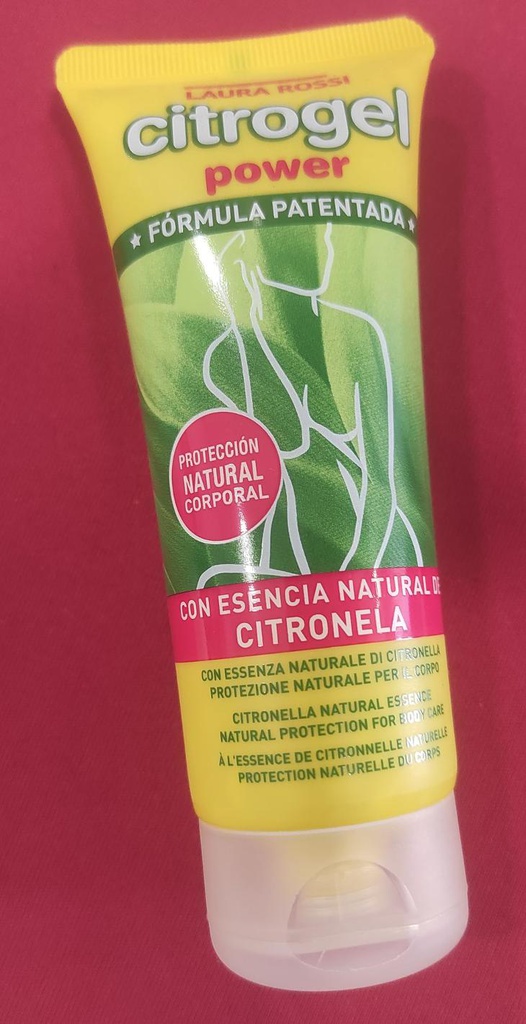 LAURA ROSSI
citrogel
power
★ FÓRMULA PATENTADA ★
PROTECCIÓN
NATURAL
CORPORAL
CON ESENCIA NATURAL DE
CITRONELA
CON ESSENZA NATURALE DI CITRONELLA
PROTEZIONE NATURALE PER IL CORPO
CITRONELLA NATURAL ESSENCE
NATURAL PROTECTION FOR BODY CARE
À L'ESSENCE DE CITRONNELLE NATURELLE
PROTECTION NATURELLE DU CORPS